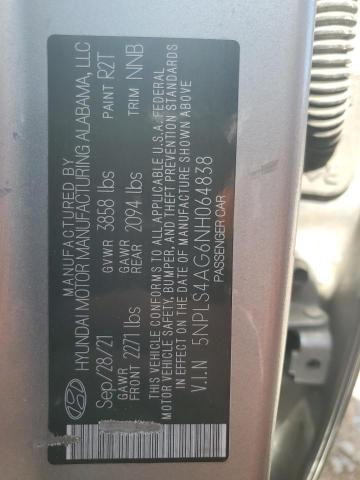 MANUFACTURED BY
HYUNDAI MOTOR MANUFACTURING ALABAMA, LLC
Sep/28/21 GVWR 3858 lbs PAINT R2T
GAWR FRONT 2271 lbs GAWR REAR 2094 lbs TRIM NNB
THIS VEHICLE CONFORMS TO ALL APPLICABLE U.S.A. FEDERAL
MOTOR VEHICLE SAFETY, BUMPER, AND THEFT PREVENTION STANDARDS
IN EFFECT ON THE DATE OF MANUFACTURE SHOWN ABOVE
V.I.N 5NPLS4AG6NH064838
PASSENGER CAR